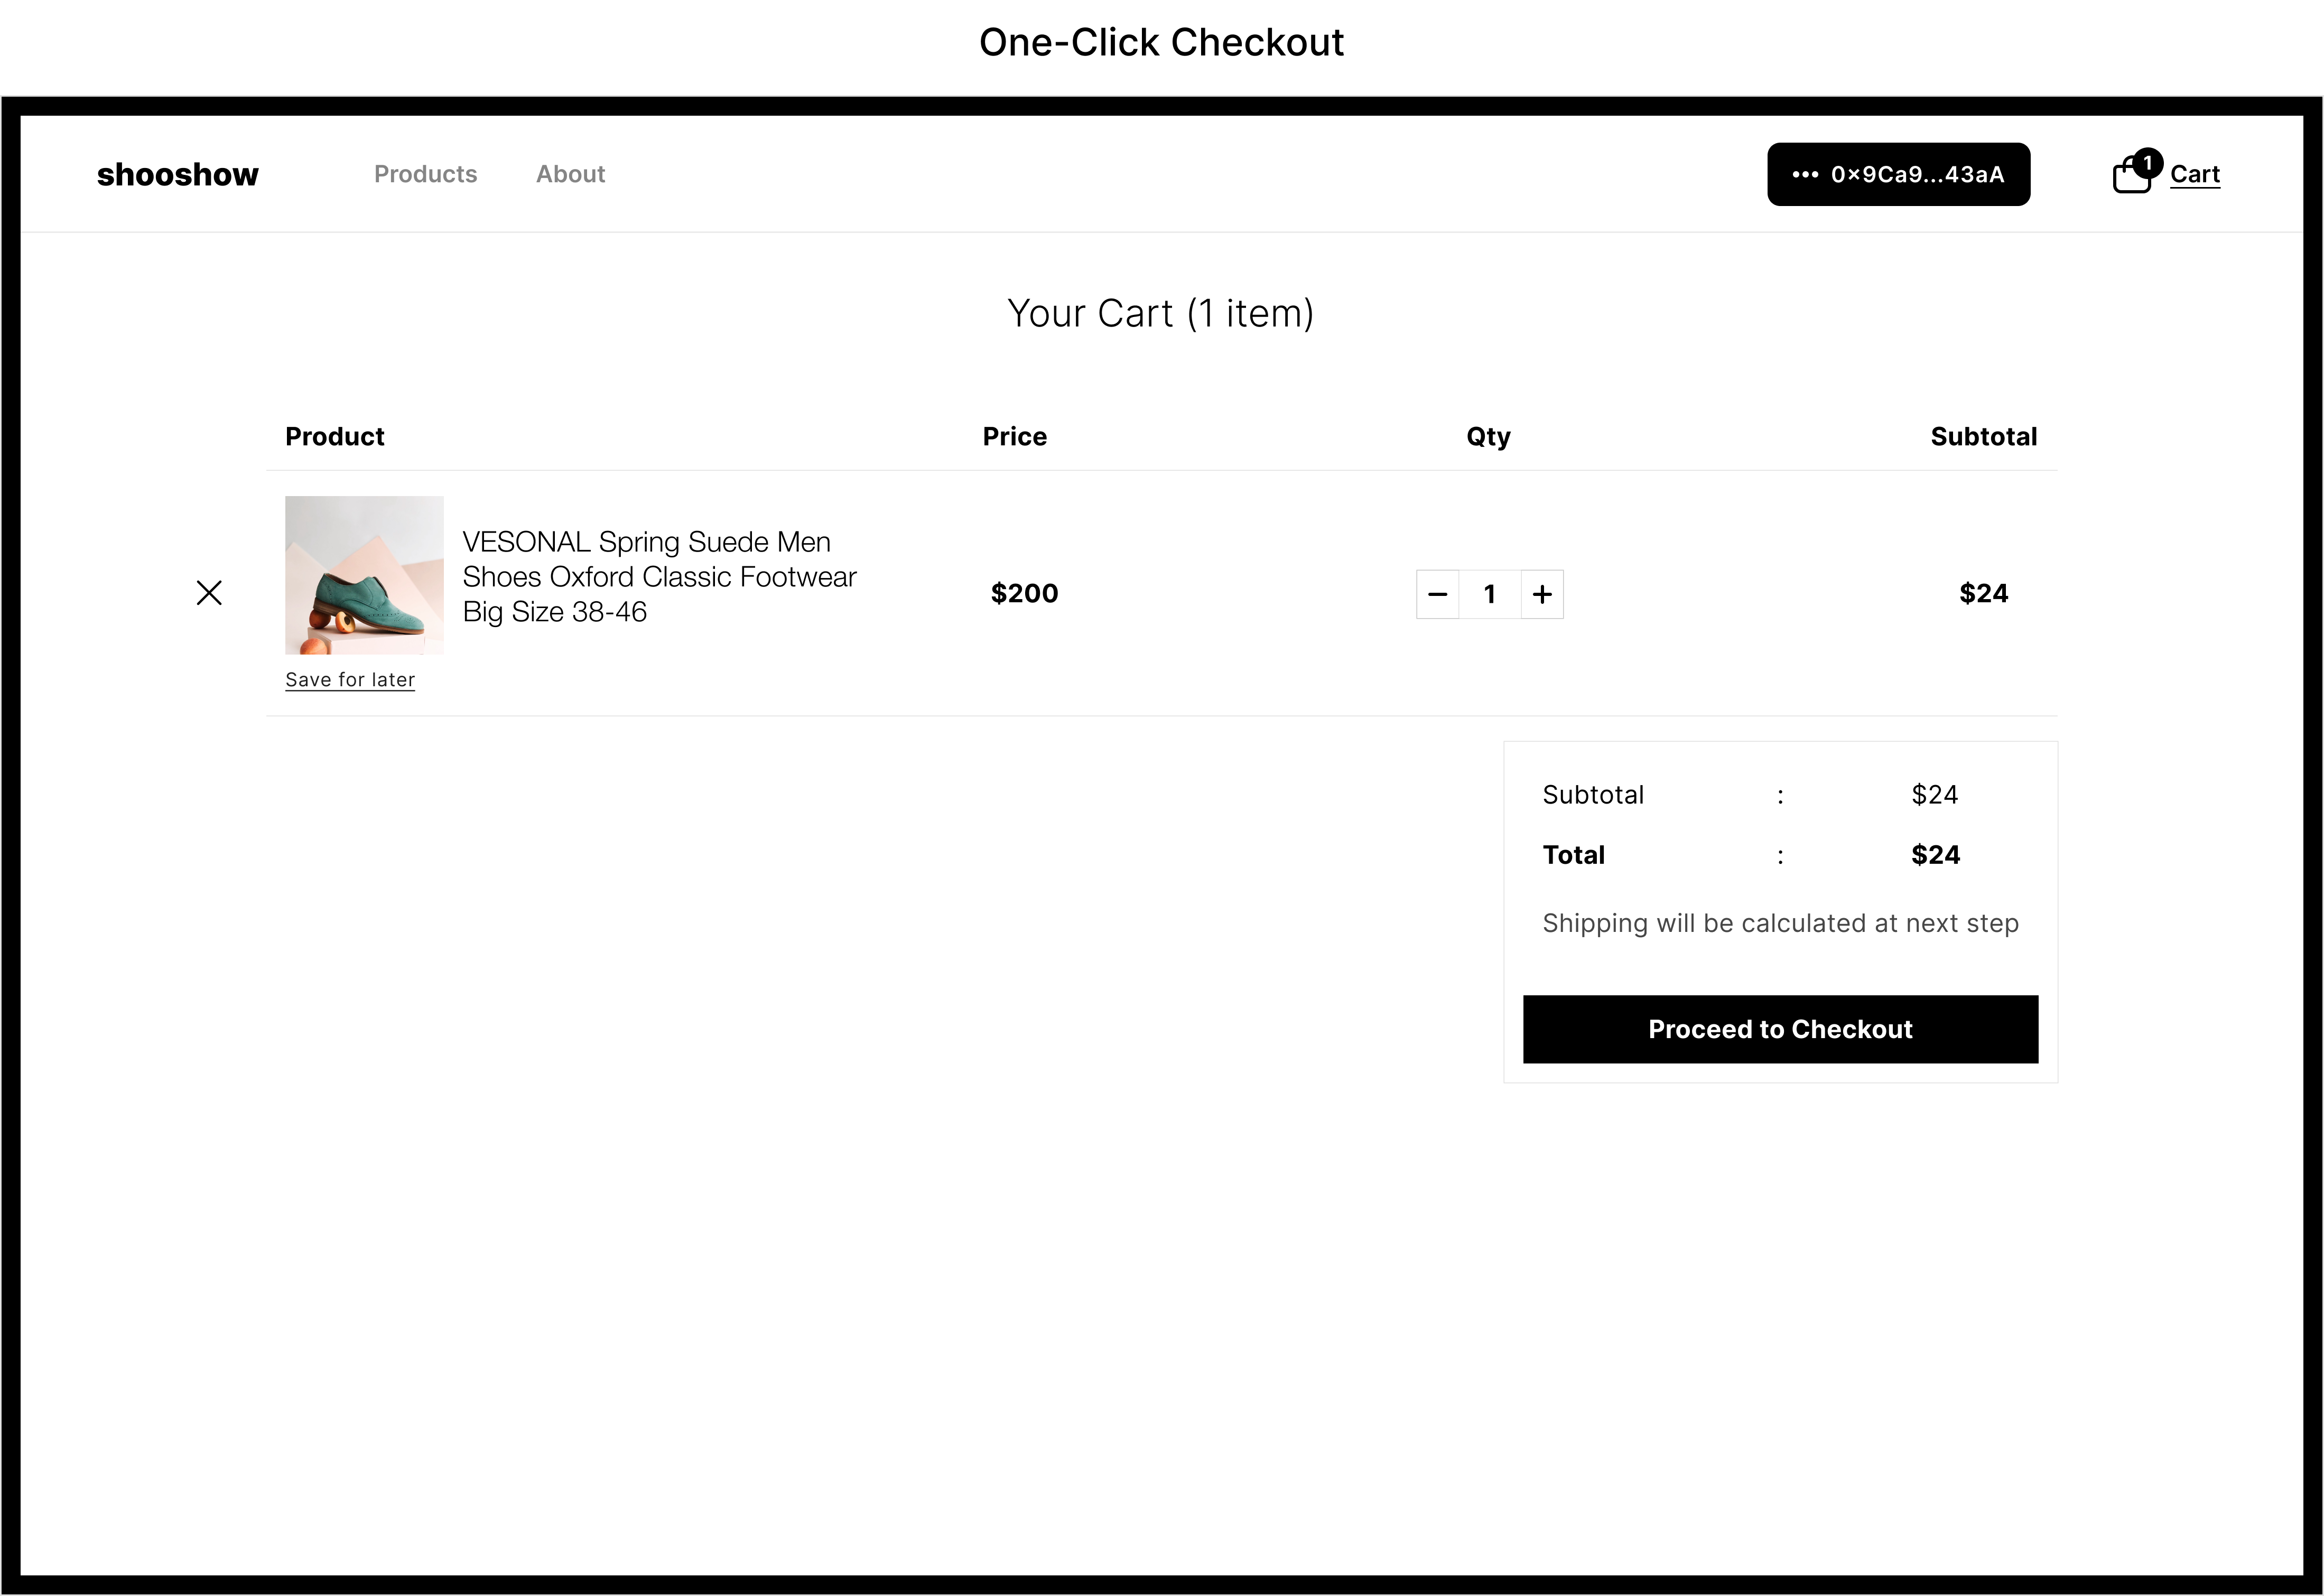 One-Click Checkout
shooshow
Products
About
••• 0×9Ca9...43aA
1
Cart
Your Cart (1 item)
Product
Price
Qty
Subtotal
VESONAL Spring Suede Men
Shoes Oxford Classic Footwear
Big Size 38-46
$200
1
$24
Save for later
Subtotal : $24
Total : $24
Shipping will be calculated at next step
Proceed to Checkout